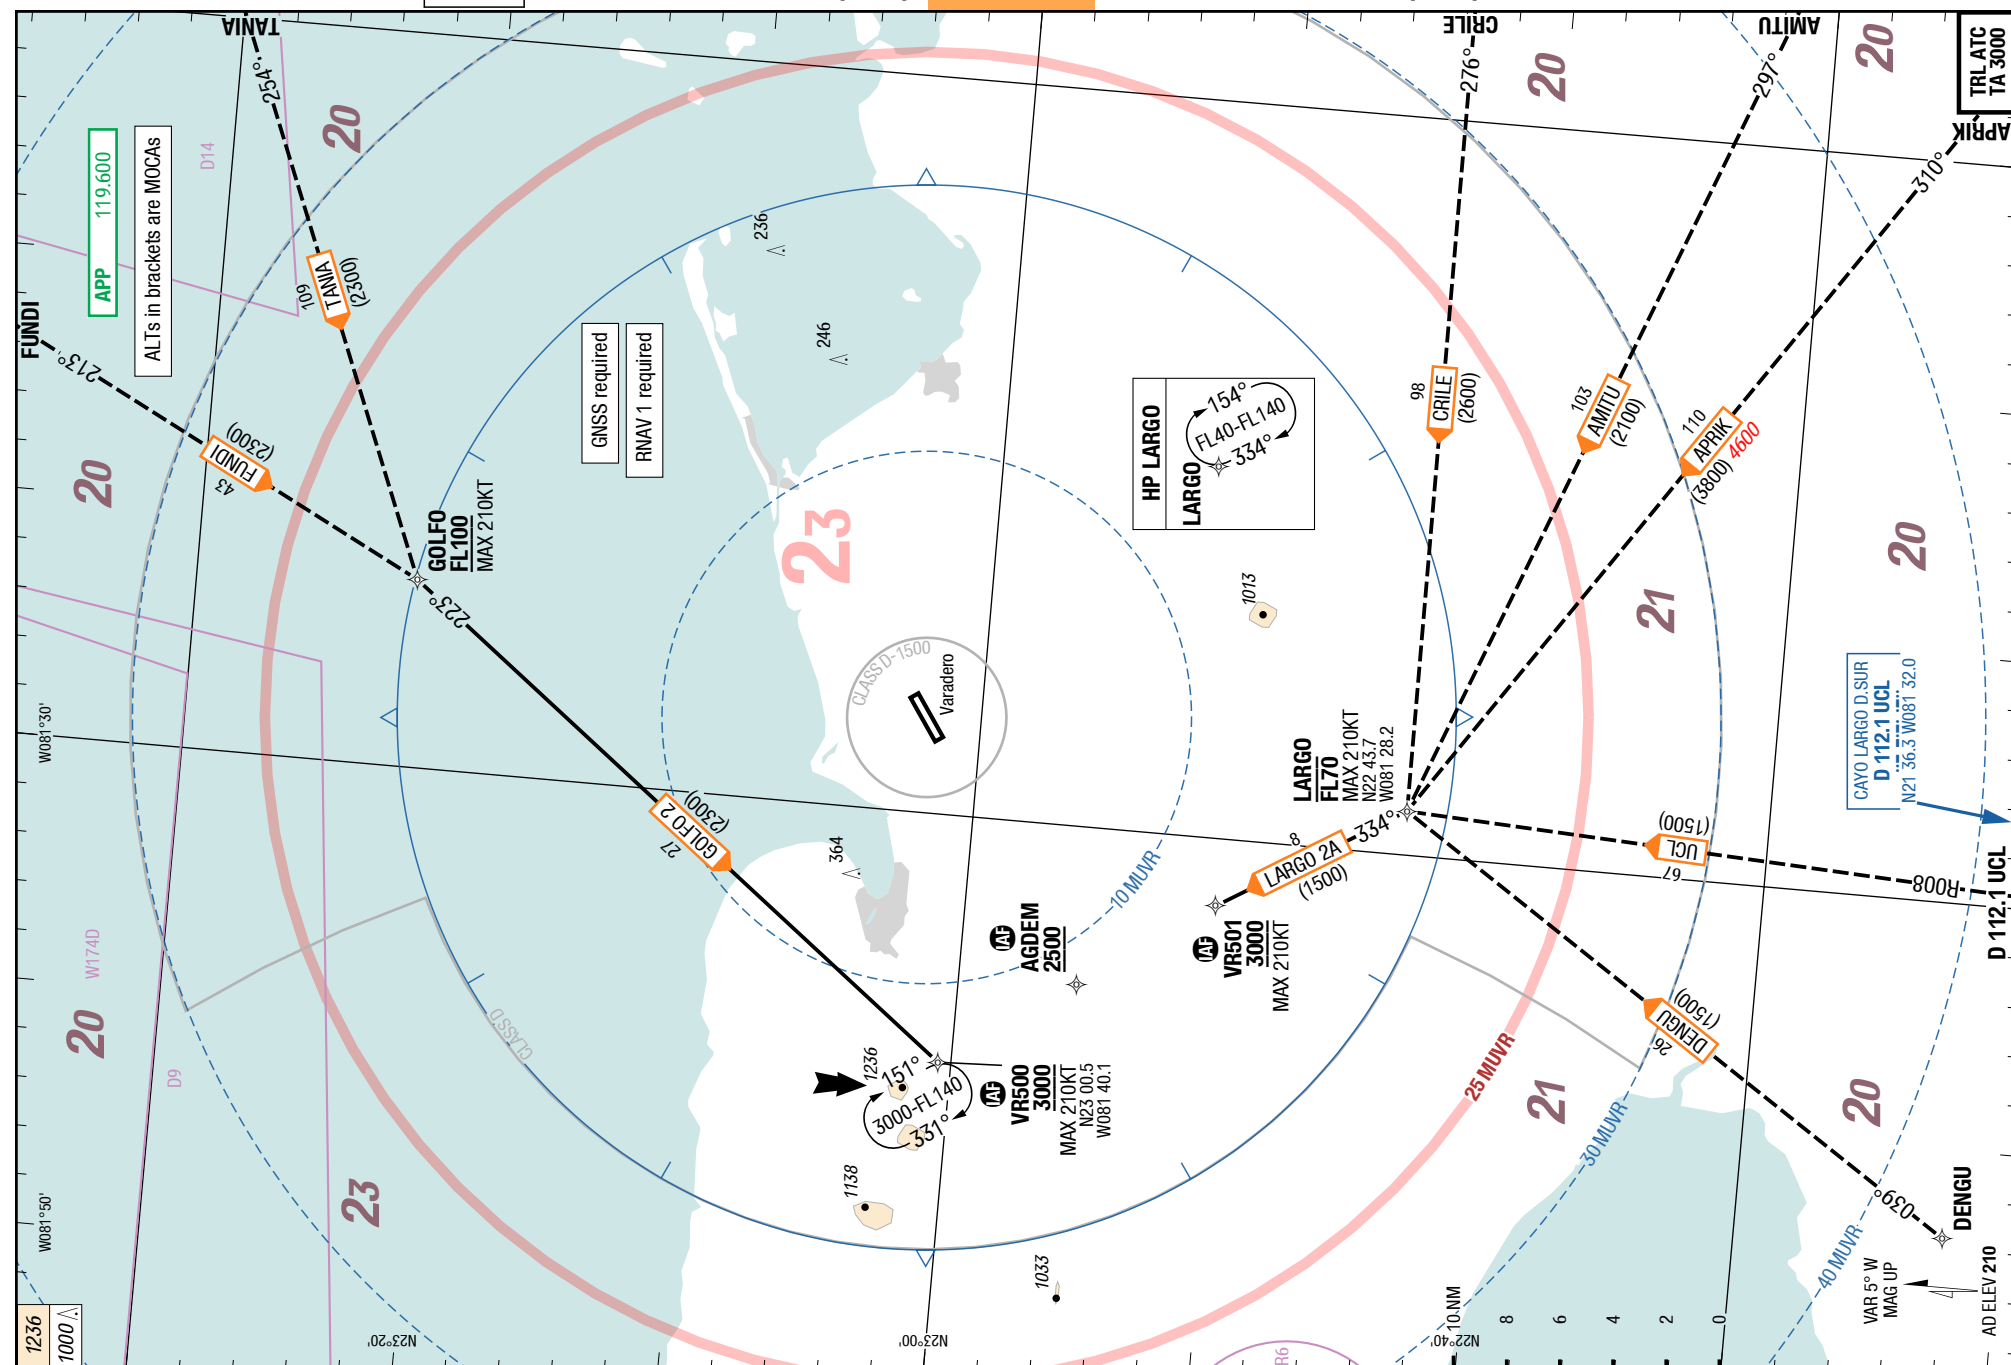 TANIA
254°
CRILE
276°
AMITU
297°
APRIK
310°
TRL ATC
TA 3000
APP 119.600
ALTs in brackets are MOCAs
D14
20
20
20
FUNDI
213°
109
TANIA
(2300)
FUNDI
(2300)
43
20
236
246
GNSS required
RNAV 1 required
GOLFO
FL100
MAX 210KT
223°
23
HP LARGO
LARGO
154°
FL40-FL140
334°
98
CRILE
(2600)
103
AMITU
(2100)
110
APRIK
(3800) 4600
20
21
1013
CLASS D-1500
Varadero
W081°30'
GOLFO 2
(2300)
27
364
10 MUVR
LARGO
FL70
MAX 210KT
N22 43.7
W081 28.2
334°
8
LARGO 2A
(1500)
CAYO LARGO D.SUR
D 112.1 UCL
N21 36.3 W081 32.0
UCL
(1500)
67
R008
D 112.1 UCL
IAF
AGDEM
2500
IAF
VR501
3000
MAX 210KT
W174D
D9
20
CLASS D
1236
151°
3000-FL140
331°
IAF
VR500
3000
MAX 210KT
N23 00.5
W081 40.1
25 MUVR
DENGU
(1500)
26
21
20
30 MUVR
40 MUVR
039°
DENGU
W081°50'
23
1138
1033
1236
1000
N23°20'
N23°00'
N22°40'
R6
10 NM
8
6
4
2
0
VAR 5° W
MAG UP
AD ELEV 210